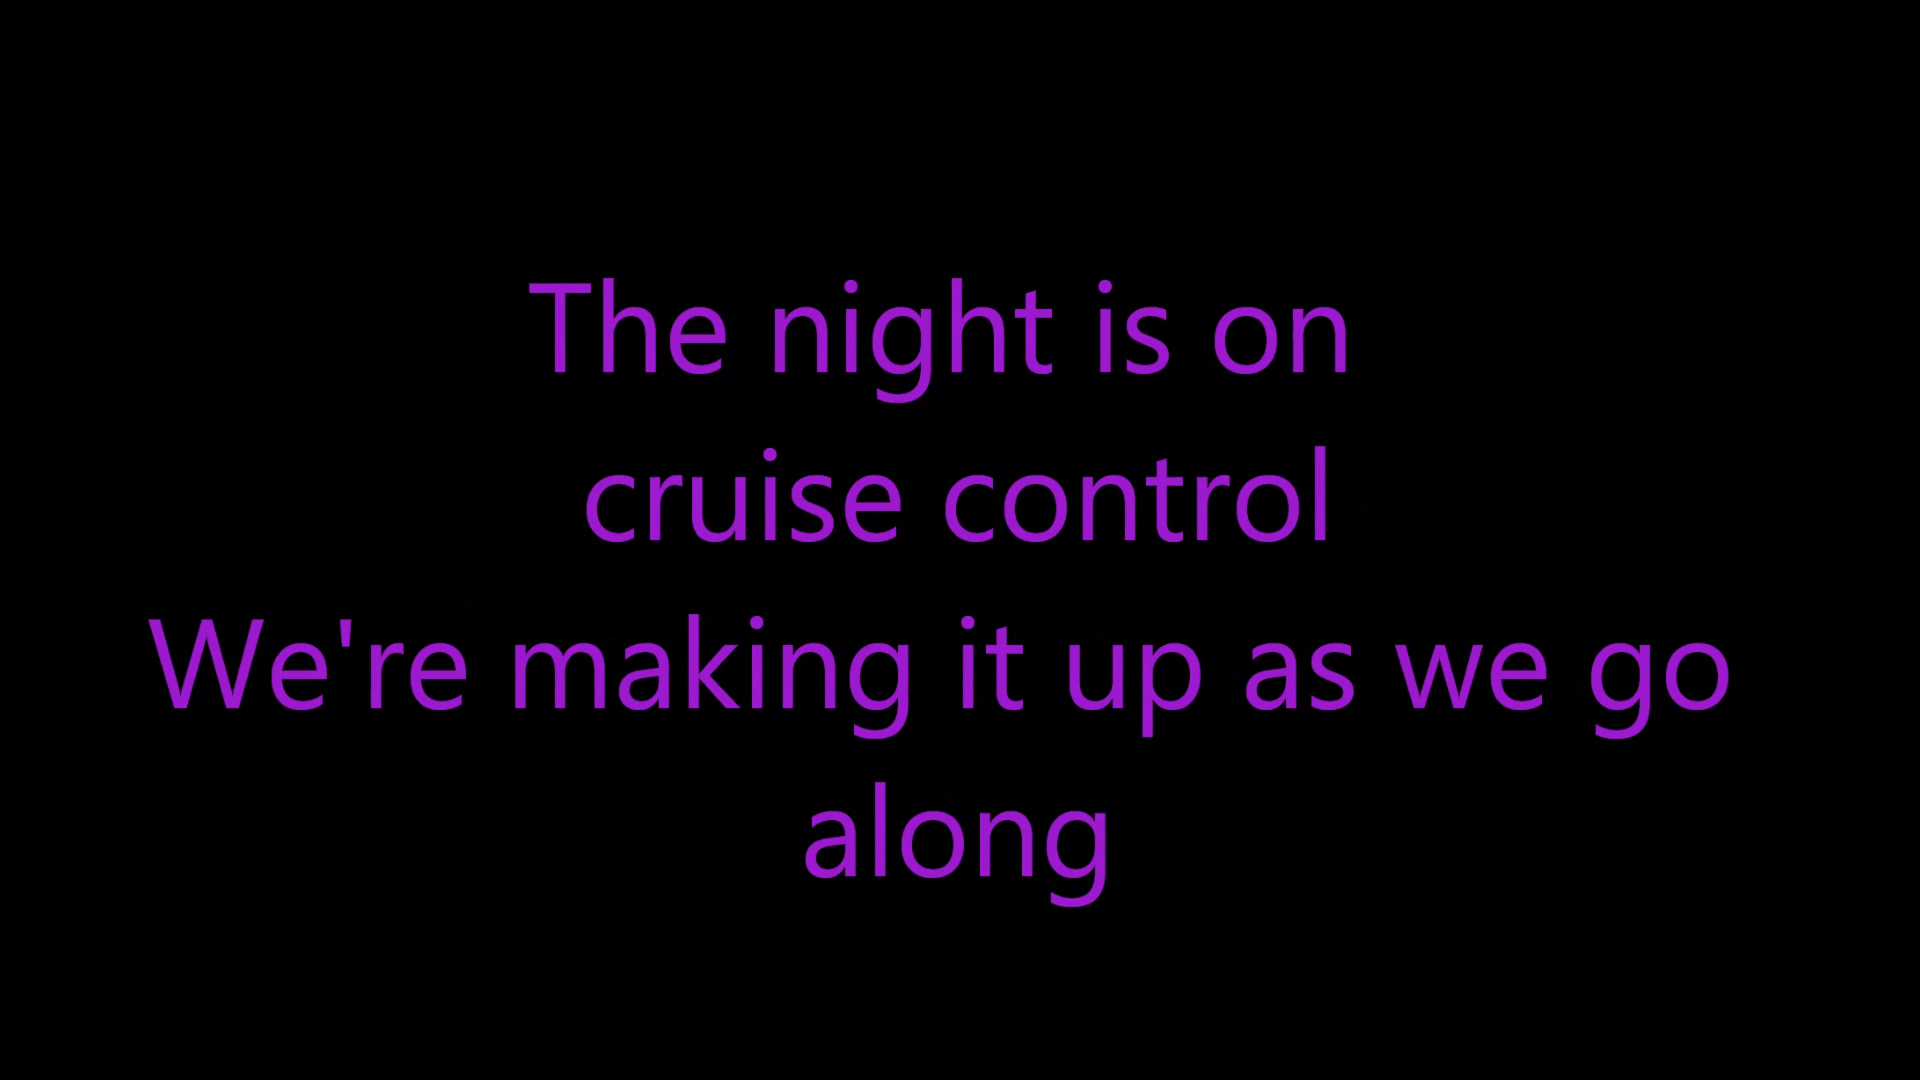 The night is on
cruise control
We're making it up as we go
along